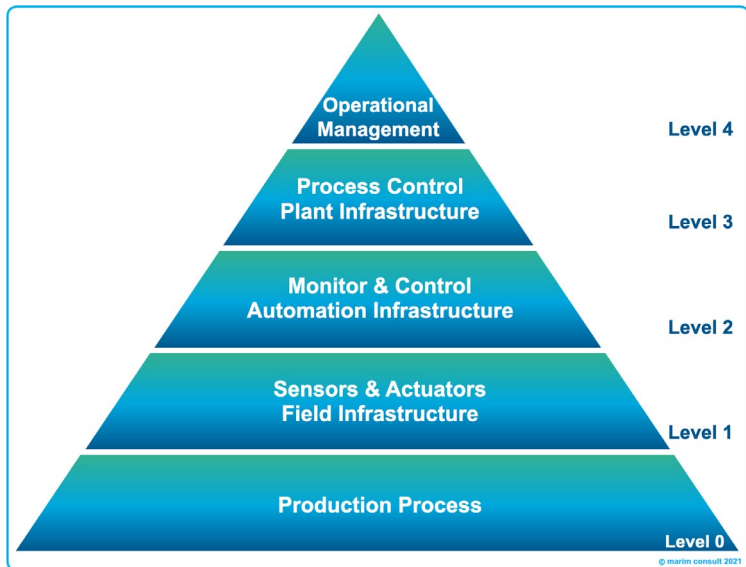 Operational
Management
Level 4
Process Control
Plant Infrastructure
Level 3
Monitor & Control
Automation Infrastructure
Level 2
Sensors & Actuators
Field Infrastructure
Level 1
Production Process
Level 0
© marim consult 2021